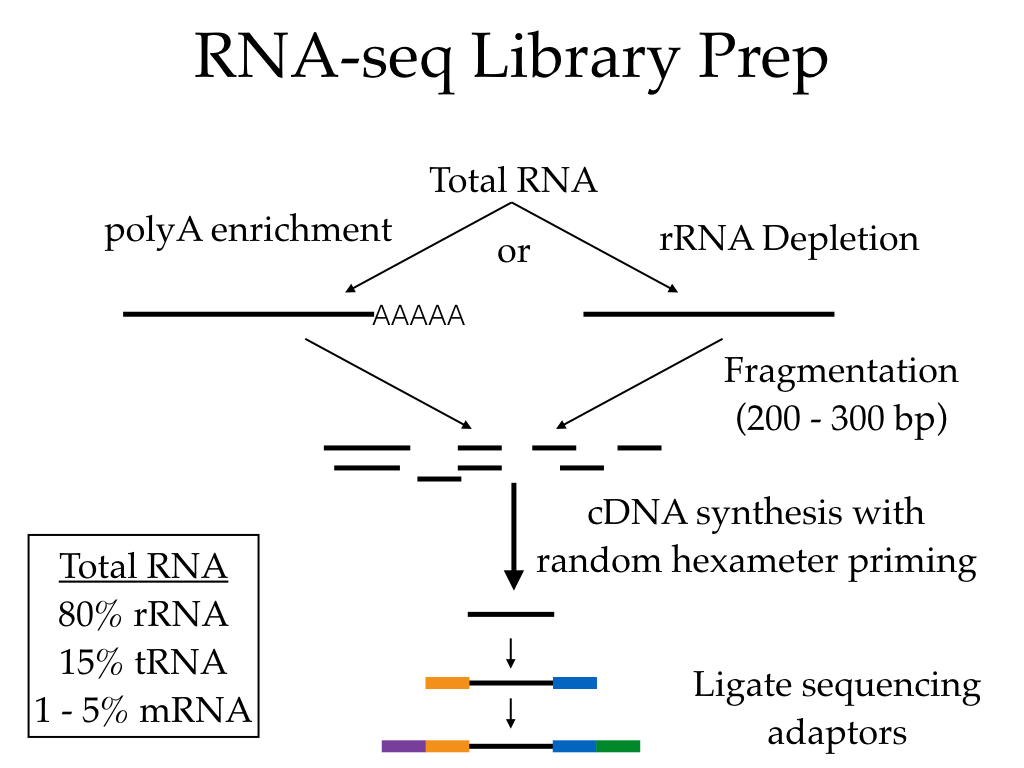 RNA-seq Library Prep
Total RNA
polyA enrichment
or
rRNA Depletion
AAAAA
Fragmentation
(200 - 300 bp)
cDNA synthesis with
random hexameter priming
Total RNA
80% rRNA
15% tRNA
1 - 5% mRNA
Ligate sequencing
adaptors